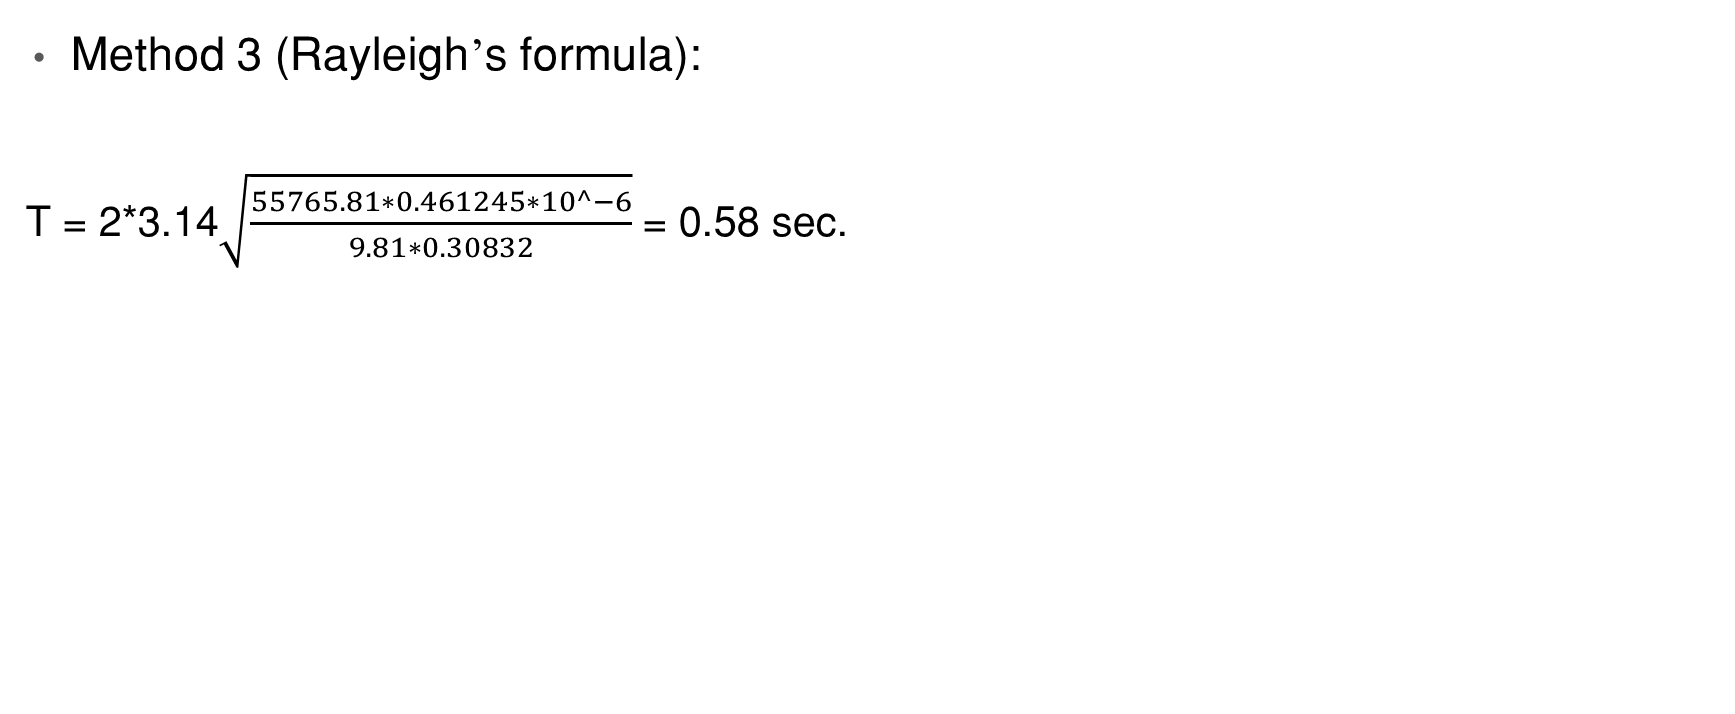 • Method 3 (Rayleigh’s formula):
T = 2*3.14√(55765.81*0.461245*10^−6 / 9.81*0.30832) = 0.58 sec.